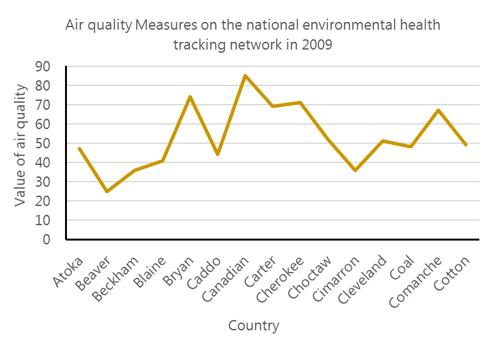 Air quality Measures on the national environmental health
tracking network in 2009
Value of air quality
90
80
70
60
50
40
30
20
10
0
Atoka
Beaver
Beckham
Blaine
Bryan
Caddo
Canadian
Carter
Cherokee
Choctaw
Cimarron
Cleveland
Coal
Comanche
Cotton
Country